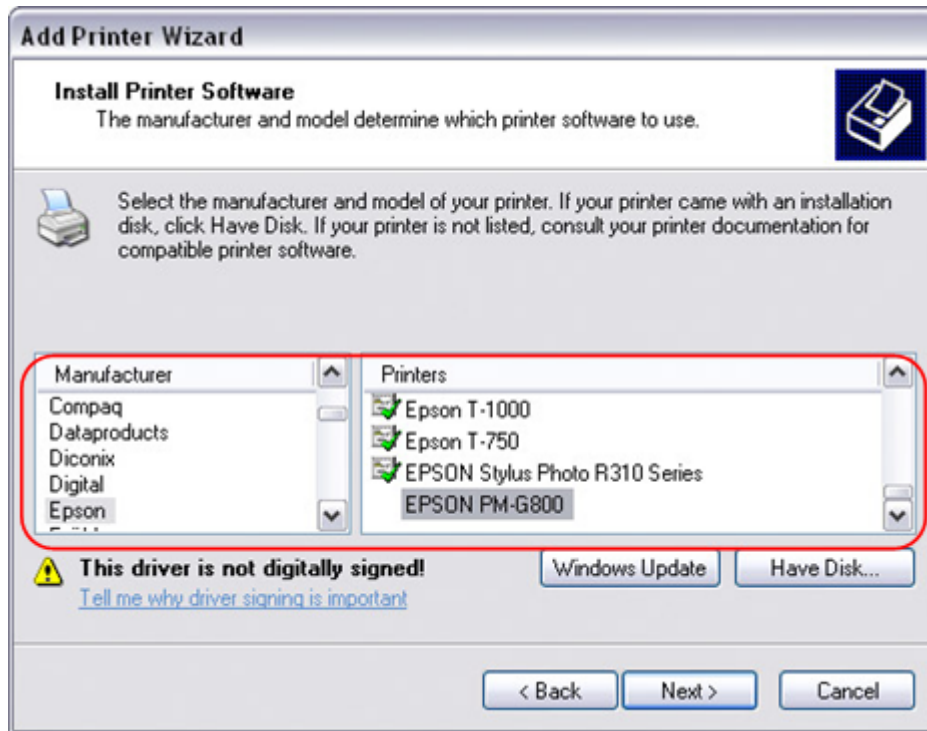 Add Printer Wizard
Install Printer Software
The manufacturer and model determine which printer software to use.
Select the manufacturer and model of your printer. If your printer came with an installation
disk, click Have Disk. If your printer is not listed, consult your printer documentation for
compatible printer software.
Manufacturer
Compaq
Dataproducts
Diconix
Digital
Epson
Printers
Epson T-1000
Epson T-750
EPSON Stylus Photo R310 Series
EPSON PM-G800
This driver is not digitally signed!
Tell me why driver signing is important
Windows Update
Have Disk...
< Back
Next >
Cancel